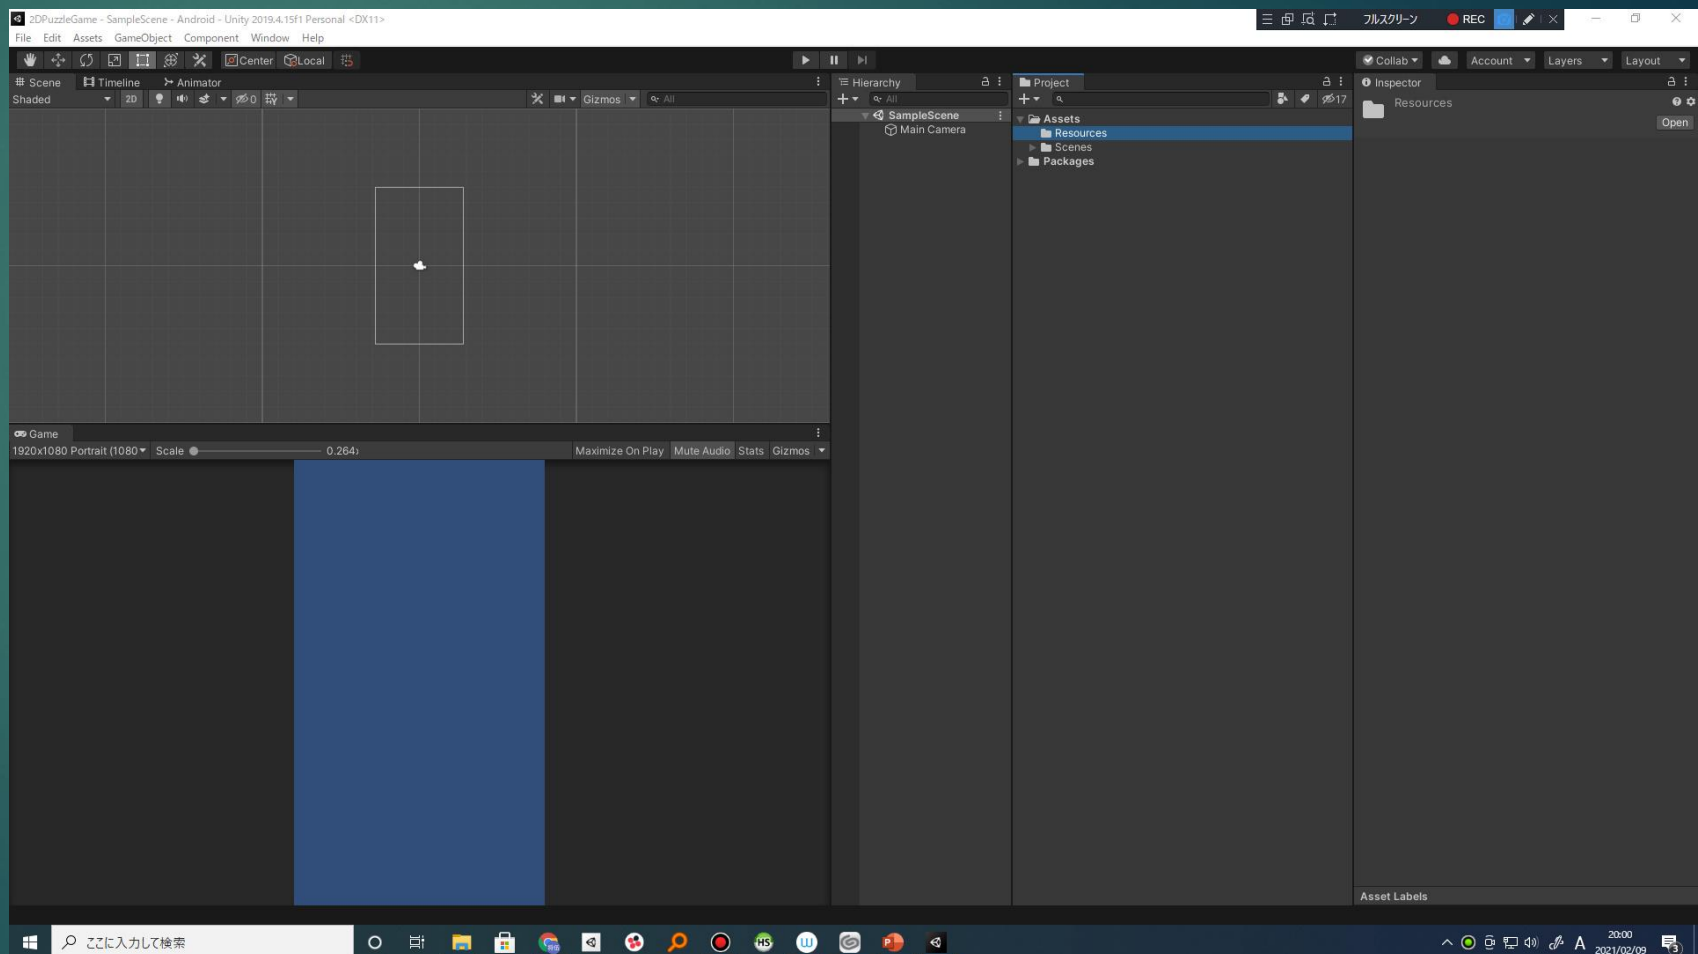 2DPuzzleGame - SampleScene - Android - Unity 2019.4.15f1 Personal <DX11>
フルスクリーン
REC
File Edit Assets GameObject Component Window Help
Center
Local
Collab
Account
Layers
Layout
Scene
Timeline
Animator
Shaded
2D
0
Gizmos
All
Hierarchy
All
SampleScene
Main Camera
Project
17
Assets
Resources
Scenes
Packages
Inspector
Resources
Open
Game
1920x1080 Portrait (1080
Scale
0.264
Maximize On Play
Mute Audio
Stats
Gizmos
Asset Labels
ここに入力して検索
A
20:00
2021/02/09
3